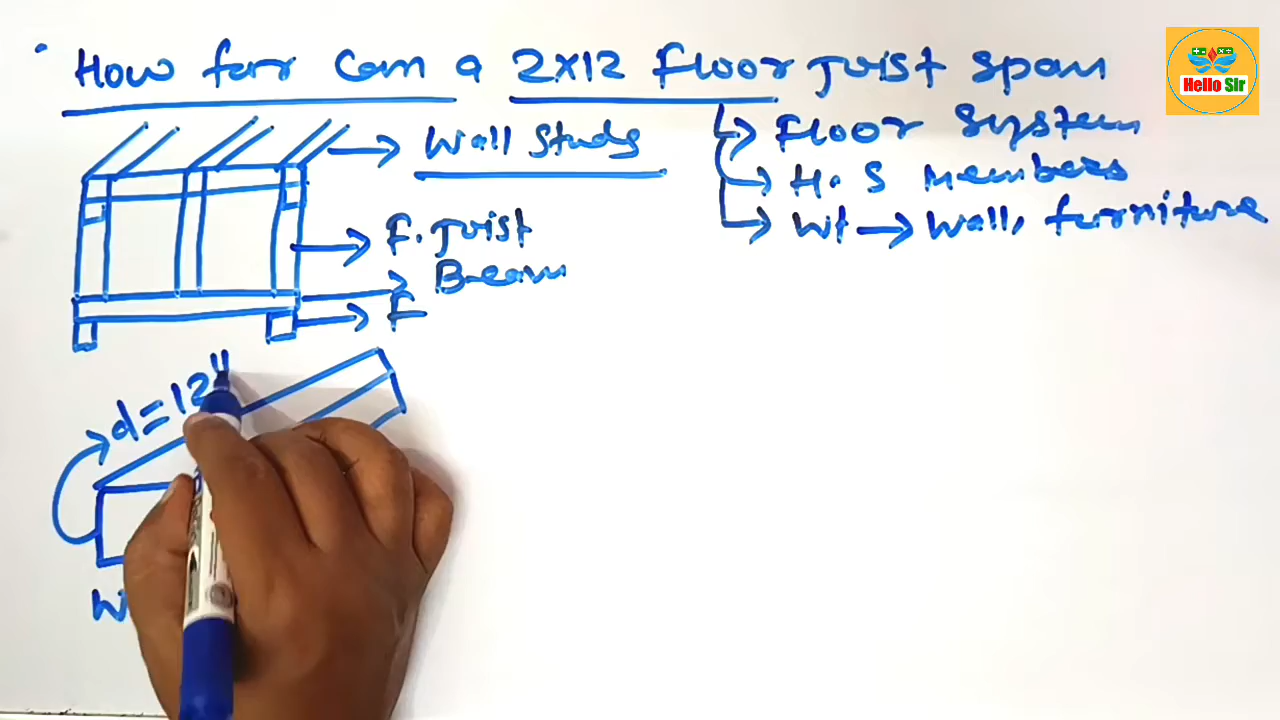 How far Can a 2x12 Floor Joist Span
Hello Sir
Floor System
Wall Studs
H.S Members
Wt → Wall, furniture
F. Joist
Beam
F
d = 12"
W